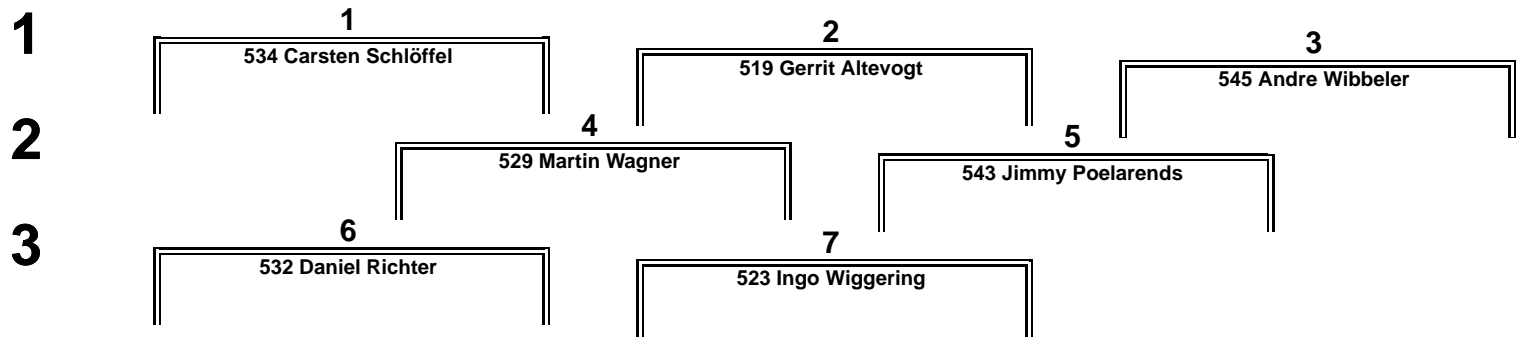 1
1
534 Carsten Schlöffel
2
519 Gerrit Altevogt
3
545 Andre Wibbeler
2
4
529 Martin Wagner
5
543 Jimmy Poelarends
3
6
532 Daniel Richter
7
523 Ingo Wiggering